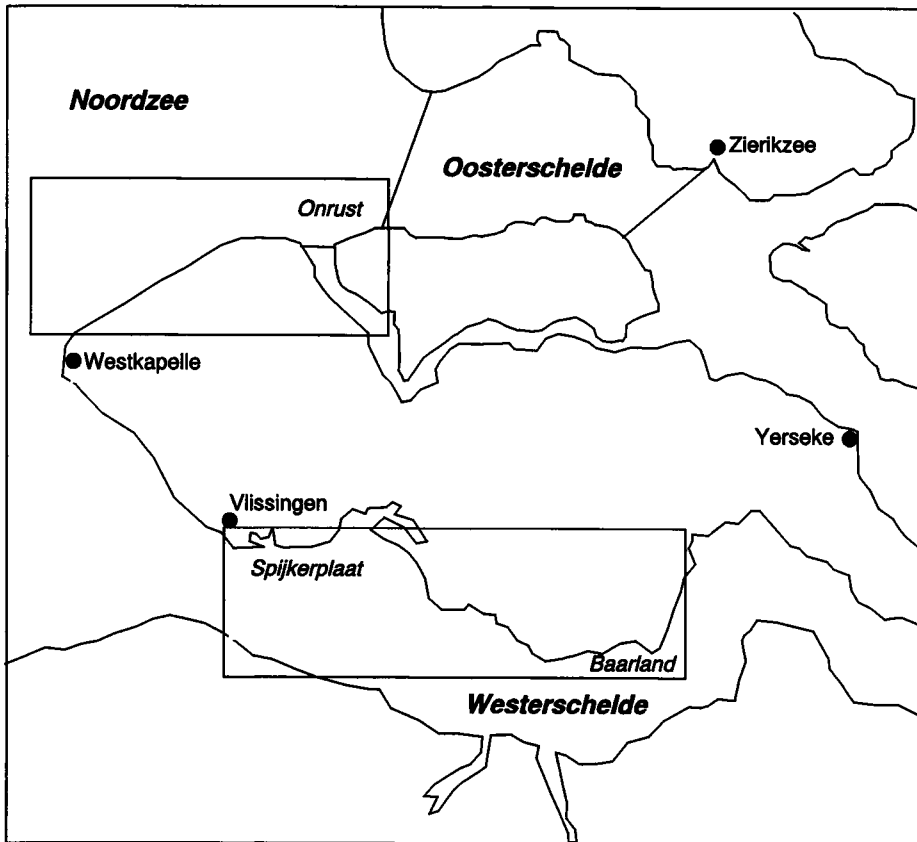 Noordzee
Zierikzee
Oosterschelde
Onrust
Westkapelle
Yerseke
Vlissingen
Spijkerplaat
Baarland
Westerschelde